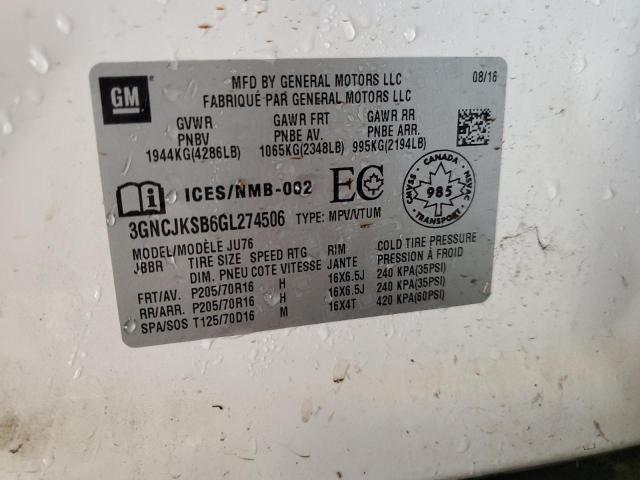 GM
MFD BY GENERAL MOTORS LLC 08/16
FABRIQUÉ PAR GENERAL MOTORS LLC
GVWR GAWR FRT GAWR RR
PNBV PNBE AV. PNBE ARR.
1944KG(4286LB) 1065KG(2348LB) 995KG(2194LB)
ICES/NMB-002 EC
CANADA
CMVSS NSVAC
985
TRANSPORT
3GNCJKSB6GL274506 TYPE: MPV/VTUM
MODEL/MODÈLE JU76
JBBR TIRE SIZE SPEED RTG RIM COLD TIRE PRESSURE
DIM. PNEU COTE VITESSE JANTE PRESSION À FROID
FRT/AV. P205/70R16 H 16X6.5J 240 KPA(35PSI)
RR/ARR. P205/70R16 H 16X6.5J 240 KPA(35PSI)
SPA/SOS T125/70D16 M 16X4T 420 KPA(60PSI)